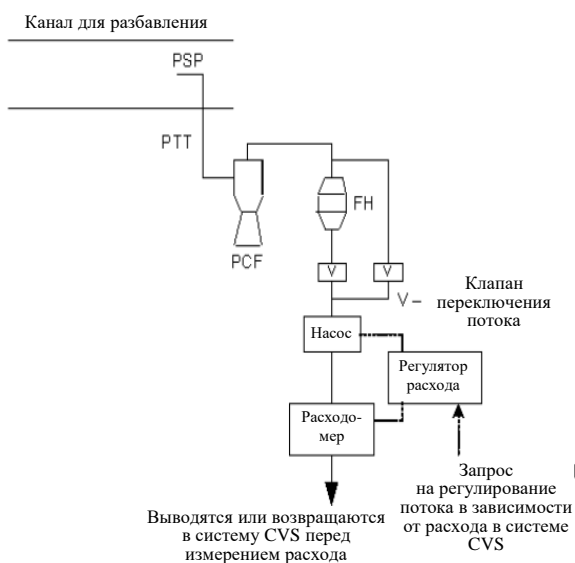 Канал для разбавления
PSP
PTT
FH
PCF
V
V
V –
Клапан
переключения
потока
Насос
Регулятор
расхода
Расходо-
мер
Запрос
на регулирование
потока в зависимости
от расхода в системе
CVS
Выводятся или возвращаются
в систему CVS перед
измерением расхода